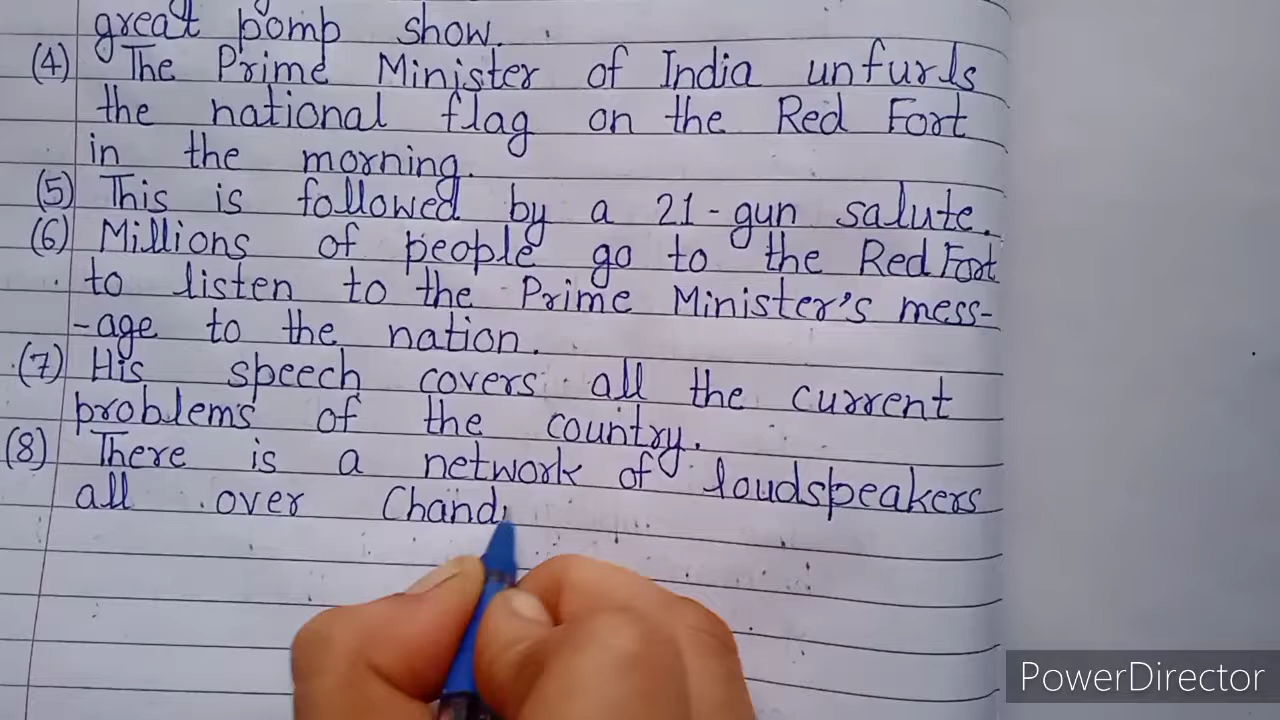 great pomp show.
(4) The Prime Minister of India unfurls
the national flag on the Red Fort
in the morning.
(5) This is followed by a 21-gun salute.
(6) Millions of people go to the Red Fort
to listen to the Prime Minister's mess-
-age to the nation.
(7) His speech covers all the current
problems of the country.
(8) There is a network of loudspeakers
all over Chand
PowerDirector